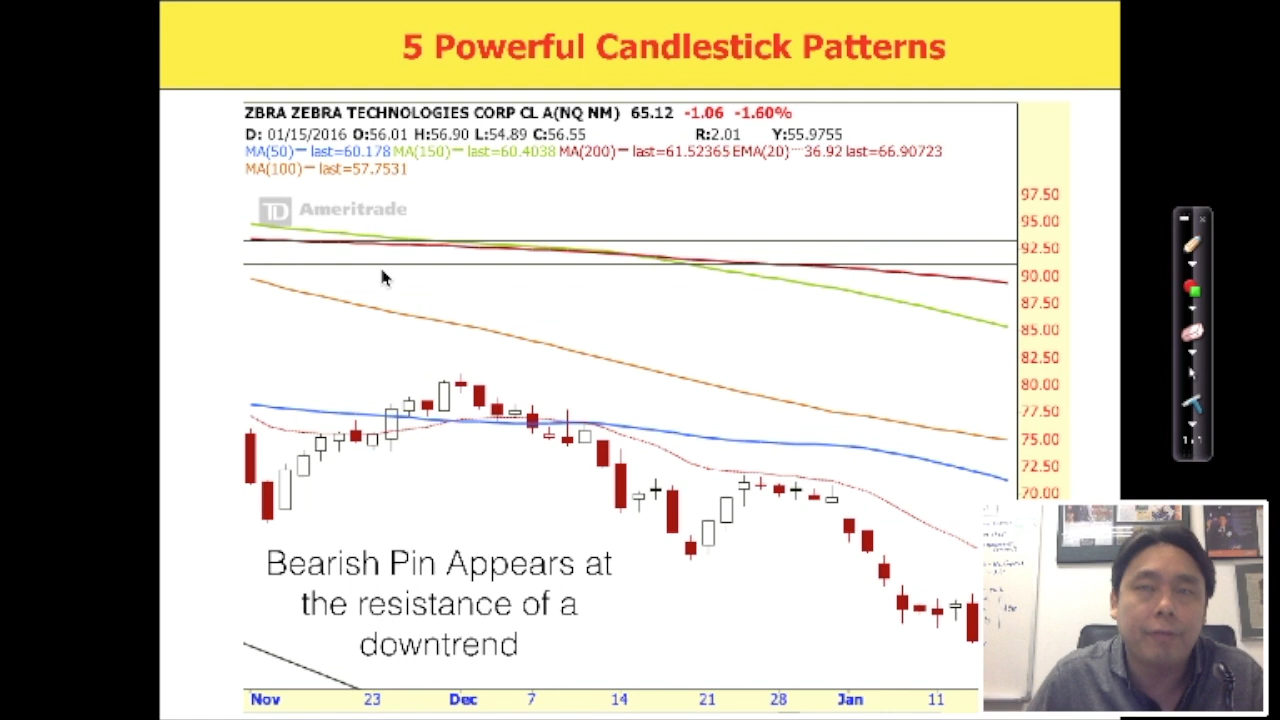 5 Powerful Candlestick Patterns
ZBRA ZEBRA TECHNOLOGIES CORP CL A(NQ NM) 65.12 -1.06 -1.60%
D: 01/15/2016 O:56.01 H:56.90 L:54.89 C:56.55 R:2.01 Y:55.9755
MA(50) — last=60.178 MA(150) — last=60.4038 MA(200) — last=61.52365 EMA(20) ···· 36.92 last=66.90723
MA(100) — last=57.7531
TD Ameritrade
97.50
95.00
92.50
90.00
87.50
85.00
82.50
80.00
77.50
75.00
72.50
70.00
Bearish Pin Appears at
the resistance of a
downtrend
Nov 23 Dec 7 14 21 28 Jan 11